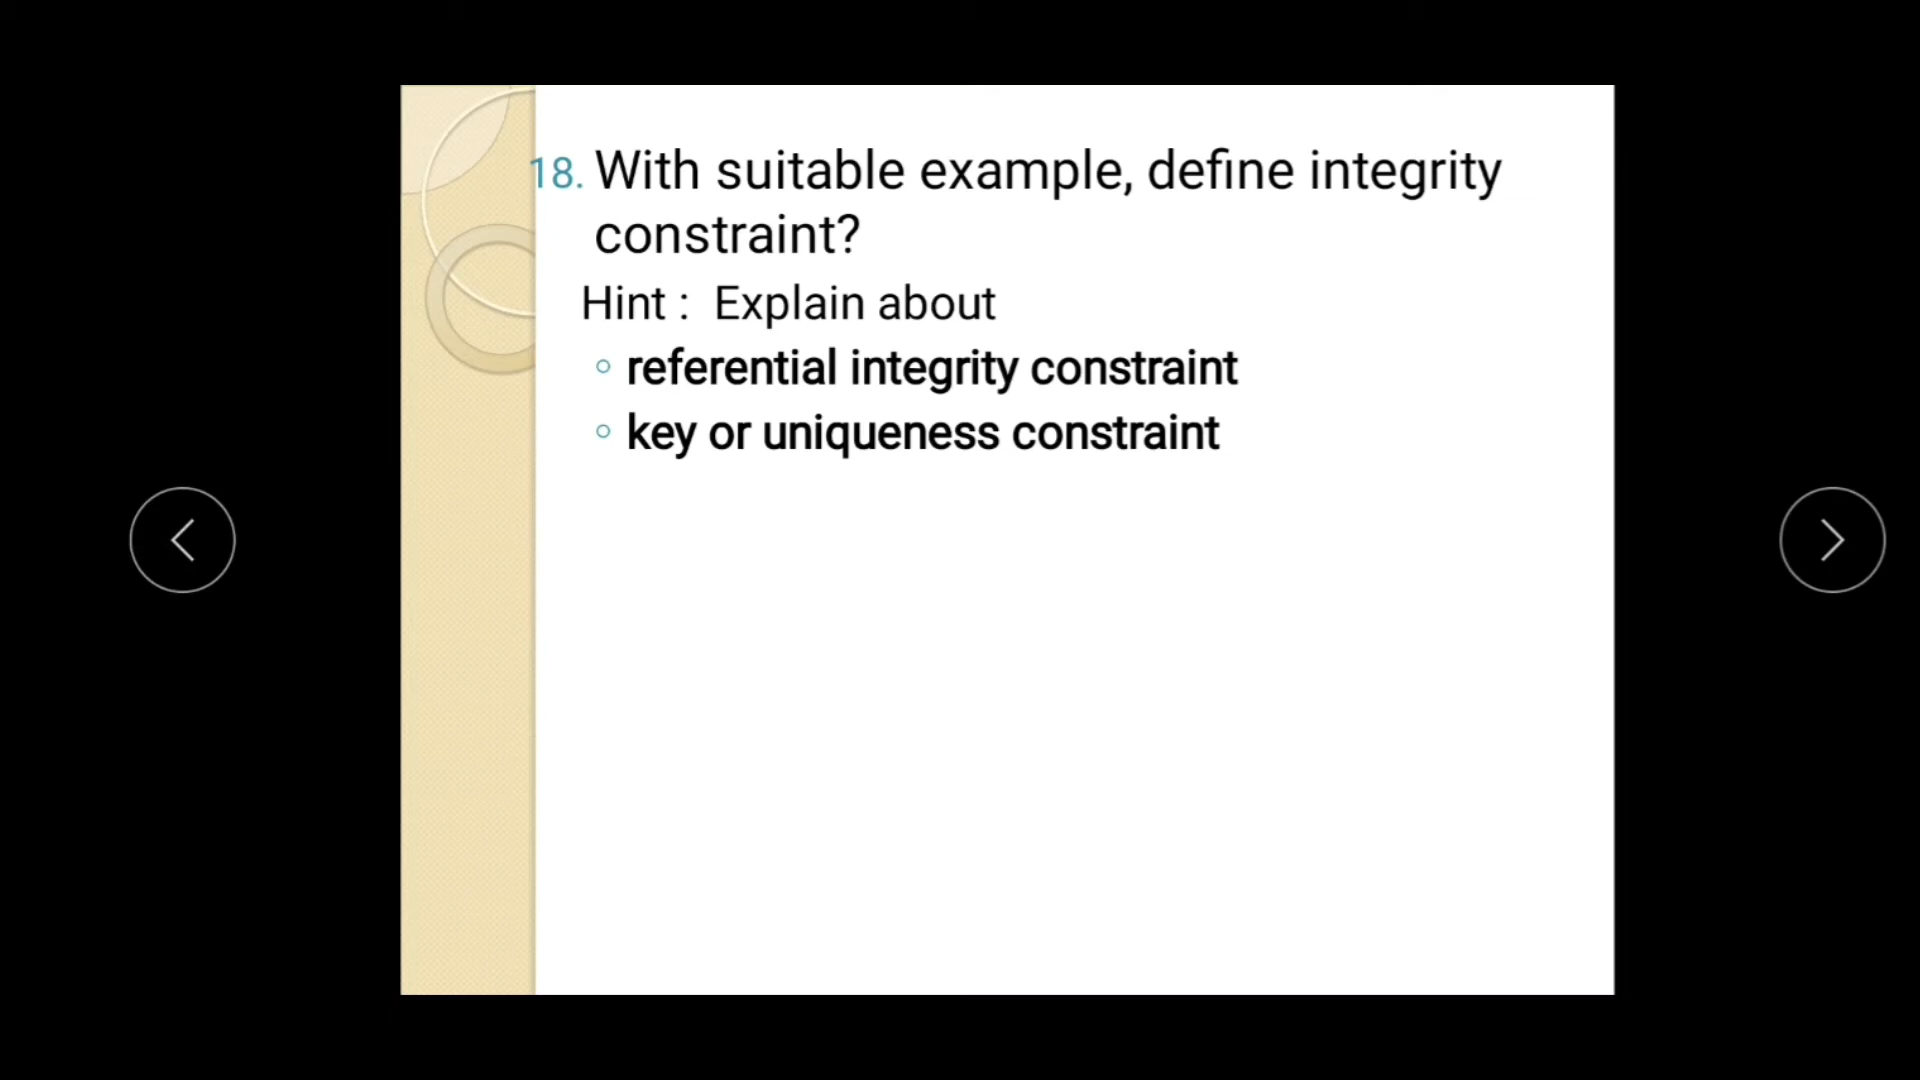 18. With suitable example, define integrity
constraint?
Hint :  Explain about
◦ referential integrity constraint
◦ key or uniqueness constraint